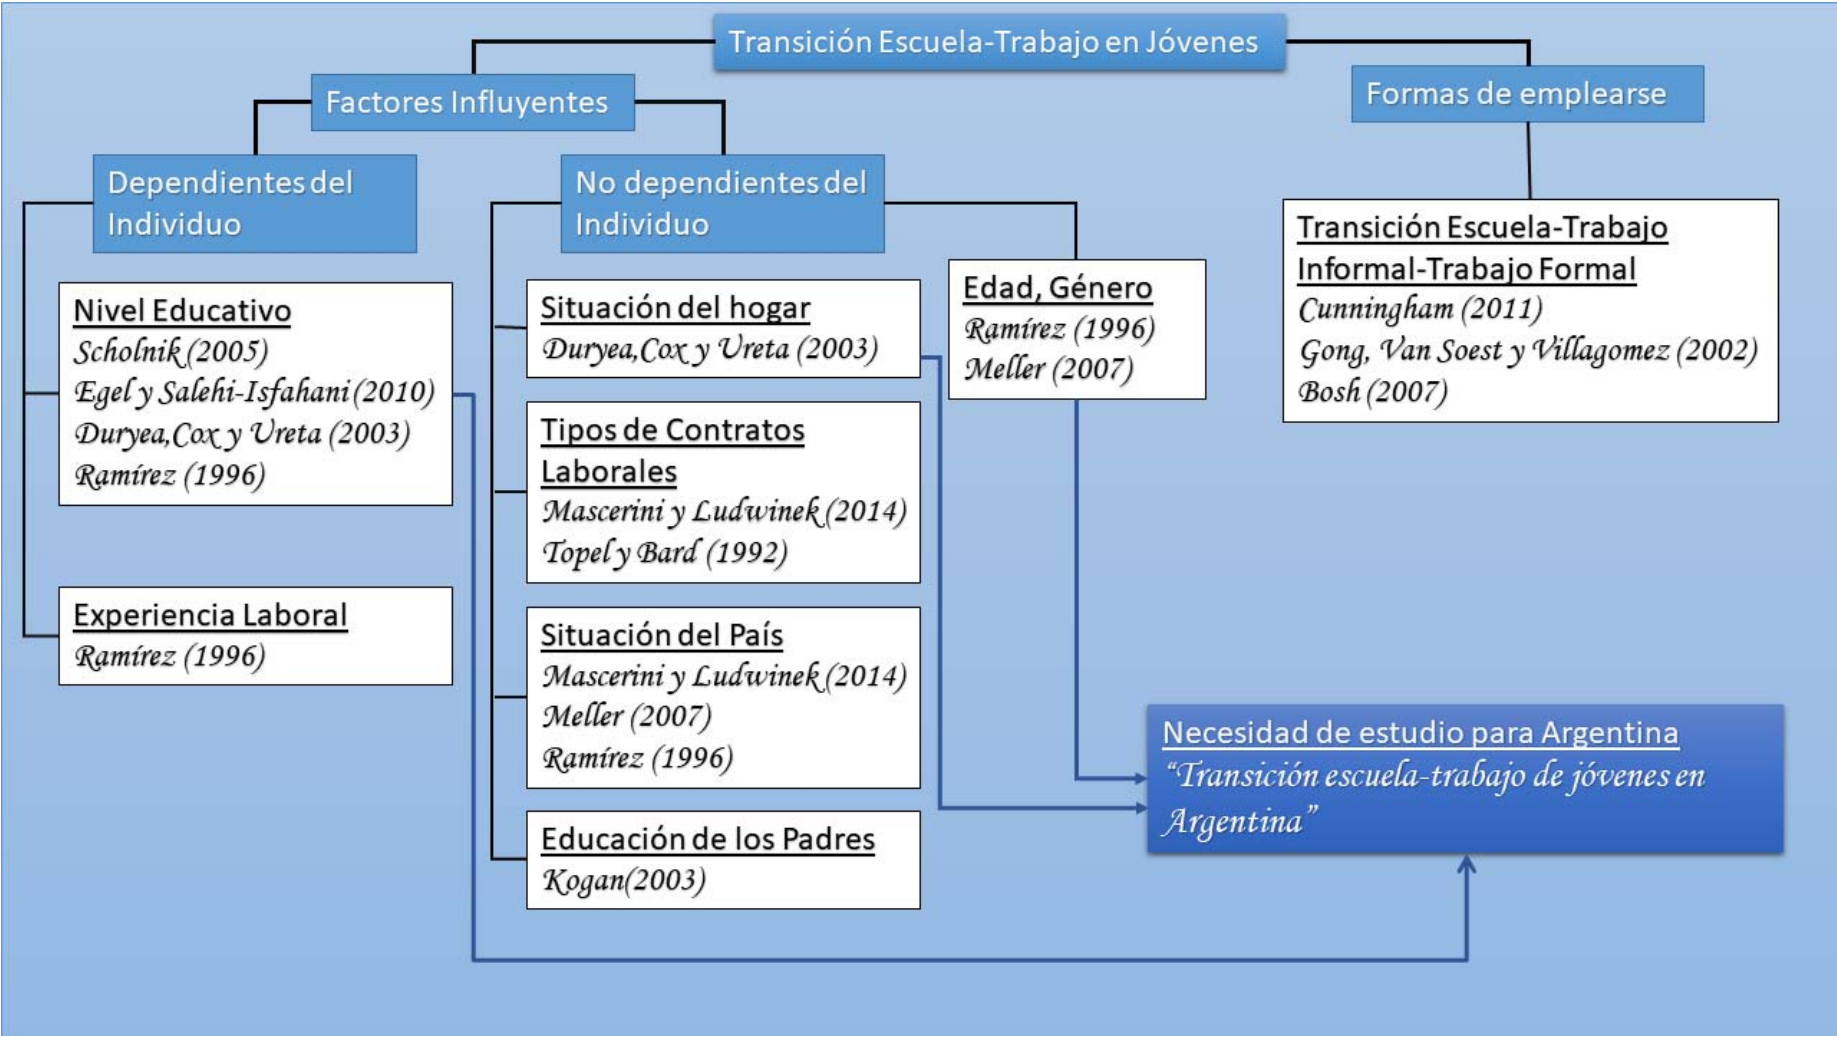 Transición Escuela-Trabajo en Jóvenes
Factores Influyentes
Formas de emplearse
Dependientes del
Individuo
No dependientes del
Individuo
Nivel Educativo
Scholnik (2005)
Egel y Salehi-Isfahani (2010)
Duryea,Cox y Ureta (2003)
Ramírez (1996)
Experiencia Laboral
Ramírez (1996)
Situación del hogar
Duryea,Cox y Ureta (2003)
Tipos de Contratos
Laborales
Mascerini y Ludwinek (2014)
Topel y Bard (1992)
Situación del País
Mascerini y Ludwinek (2014)
Meller (2007)
Ramírez (1996)
Educación de los Padres
Kogan(2003)
Edad, Género
Ramírez (1996)
Meller (2007)
Transición Escuela-Trabajo
Informal-Trabajo Formal
Cunningham (2011)
Gong, Van Soest y Villagomez (2002)
Bosh (2007)
Necesidad de estudio para Argentina
“Transición escuela-trabajo de jóvenes en
Argentina”